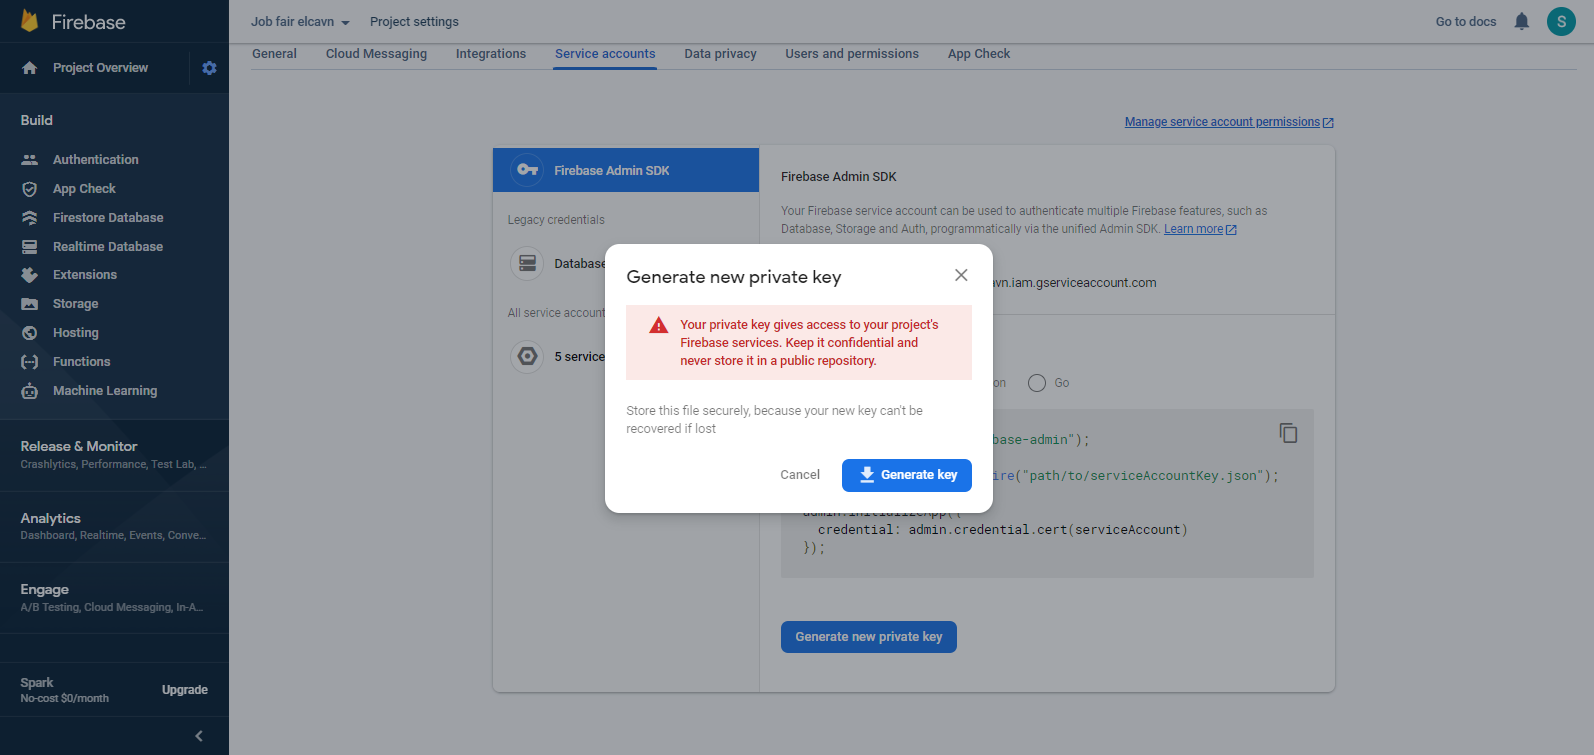 Firebase
Project Overview
Build
Authentication
App Check
Firestore Database
Realtime Database
Extensions
Storage
Hosting
Functions
Machine Learning
Release & Monitor
Crashlytics, Performance, Test Lab, ...
Analytics
Dashboard, Realtime, Events, Conve...
Engage
A/B Testing, Cloud Messaging, In-A...
Spark
No-cost $0/month
Upgrade
Job fair elcavn
Project settings
Go to docs
S
General
Cloud Messaging
Integrations
Service accounts
Data privacy
Users and permissions
App Check
Manage service account permissions
Firebase Admin SDK
Legacy credentials
Database
All service account
5 service
Firebase Admin SDK
Your Firebase service account can be used to authenticate multiple Firebase features, such as
Database, Storage and Auth, programmatically via the unified Admin SDK. Learn more
avn.iam.gserviceaccount.com
on
Go
base-admin");
ire("path/to/serviceAccountKey.json");
admin.initializeApp({
credential: admin.credential.cert(serviceAccount)
});
Generate new private key
Generate new private key
Your private key gives access to your project's
Firebase services. Keep it confidential and
never store it in a public repository.
Store this file securely, because your new key can't be
recovered if lost
Cancel
Generate key